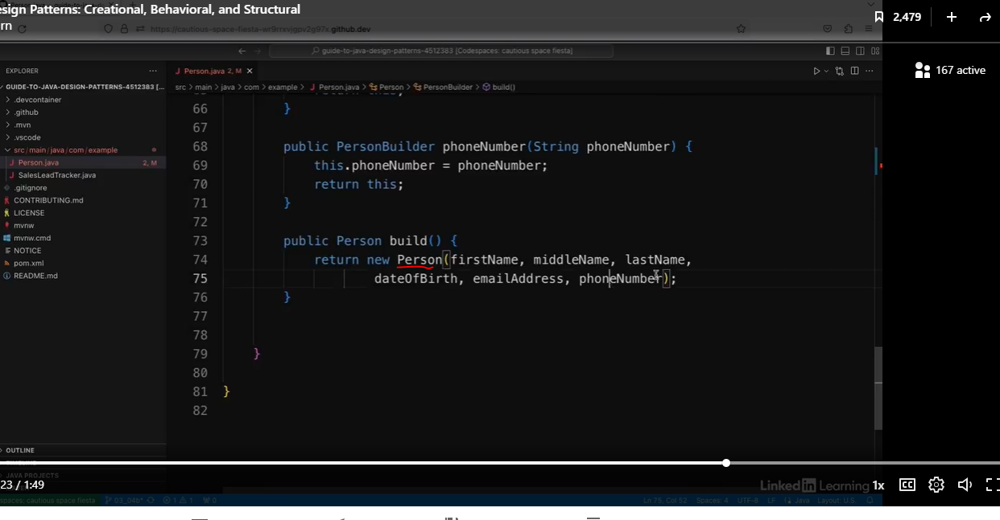 esign Patterns: Creational, Behavioral, and Structural
rn
2,479
https://cautious-space-fiesta-wr9rrxvjgpv2g97x.github.dev
guide-to-java-design-patterns-4512383 [Codespaces: cautious space fiesta]
167 active
EXPLORER
Person.java 2, M
GUIDE-TO-JAVA-DESIGN-PATTERNS-4512383 [...
src > main > java > com > example > Person.java > Person > PersonBuilder > build()
.devcontainer
.github
.mvn
.vscode
src/main/java/com/example
Person.java 2, M
SalesLeadTracker.java
.gitignore
CONTRIBUTING.md
LICENSE
mvnw
mvnw.cmd
NOTICE
pom.xml
README.md
66 }
67
68 public PersonBuilder phoneNumber(String phoneNumber) {
69 this.phoneNumber = phoneNumber;
70 return this;
71 }
72
73 public Person build() {
74 return new Person(firstName, middleName, lastName,
75 dateOfBirth, emailAddress, phoneNumber);
76 }
77
78
79 }
80
81 }
82
OUTLINE
JAVA PROJECTS
23 / 1:49
LinkedIn Learning
1x
CC
spaces: cautious space fiesta
03_04b*
1 1
0
Ln 75, Col 52
Spaces: 4
UTF-8
LF
Java
Layout: U.S.